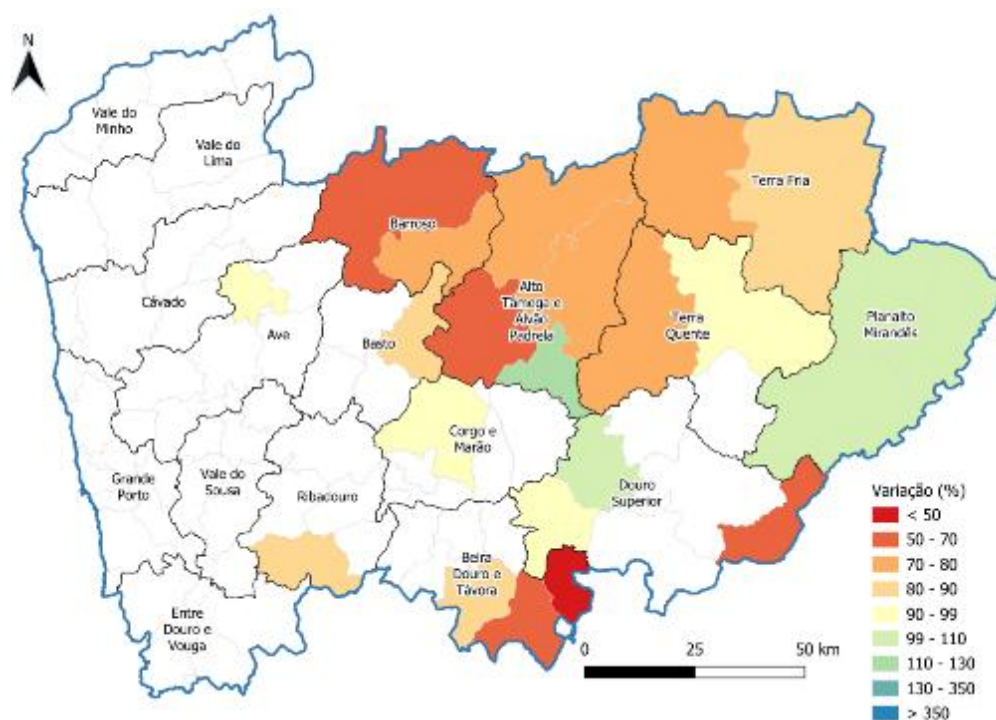 N
Vale do
Minho
Vale do
Lima
Terra Fria
Barroso
Cávado
Alto
Tâmega e
Alvão
Padrela
Planalto
Mirandês
Ave
Basto
Terra
Quente
Corgo e
Marão
Grande
Porto
Vale do
Sousa
Ribadouro
Douro
Superior
Beira
Douro e
Távora
Entre
Douro e
Vouga
Variação (%)
< 50
50 - 70
70 - 80
80 - 90
90 - 99
99 - 110
110 - 130
130 - 350
> 350
0 25 50 km